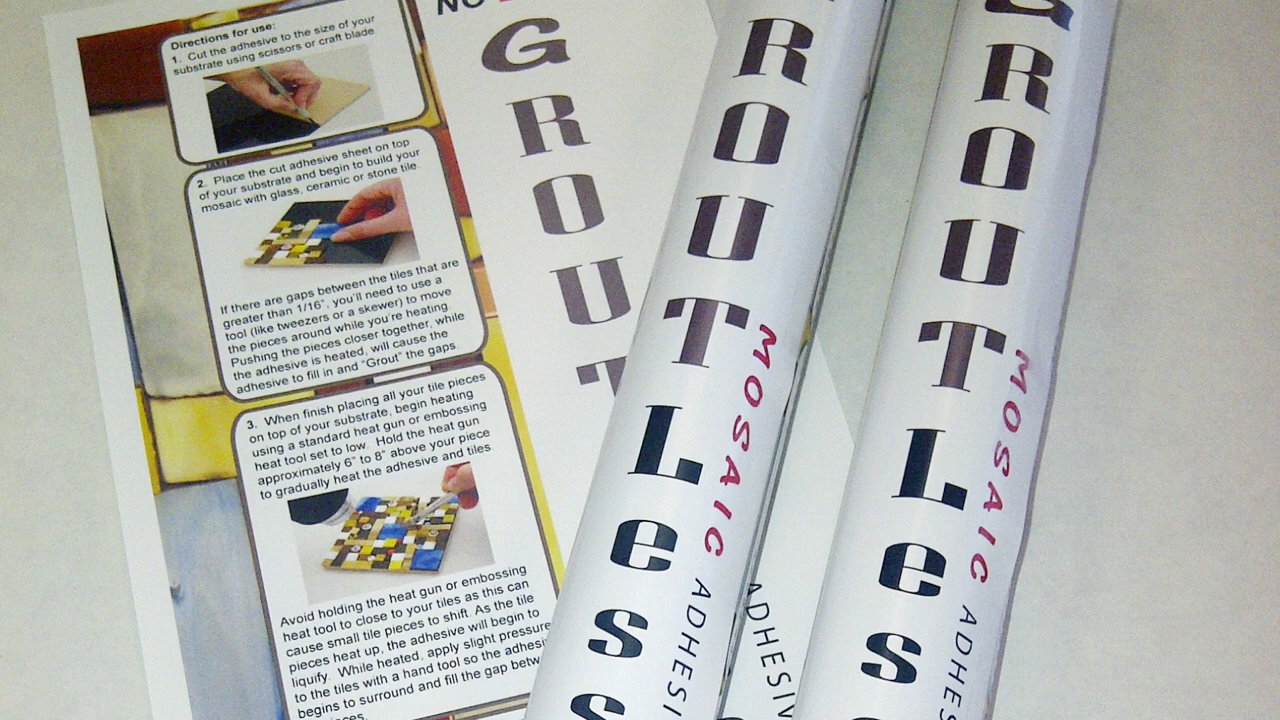 Directions for use:
1. Cut the adhesive to the size of your
substrate using scissors or craft blade
2. Place the cut adhesive sheet on top
of your substrate and begin to build your
mosaic with glass, ceramic or stone tile.
If there are gaps between the tiles that are
greater than 1/16", you'll need to use a
tool (like tweezers or a skewer) to move
the pieces around while you're heating.
Pushing the pieces closer together, while
the adhesive is heated, will cause the
adhesive to fill in and "Grout" the gaps.
3. When finish placing all your tile pieces
on top of your substrate, begin heating
using a standard heat gun or embossing
heat tool set to low. Hold the heat gun
approximately 6" to 8" above your piece
to gradually heat the adhesive and tiles.
Avoid holding the heat gun or embossing
heat tool to close to your tiles as this can
cause small tile pieces to shift. As the tile
pieces heat up, the adhesive will begin to
liquify. While heated, apply slight pressure
to the tiles with a hand tool so the adhesi
begins to surround and fill the gap betw
NO
GROUT
ADHESIV
ROUTLess
MOSAIC ADHESI
GROUTLess
MOSAIC ADHES